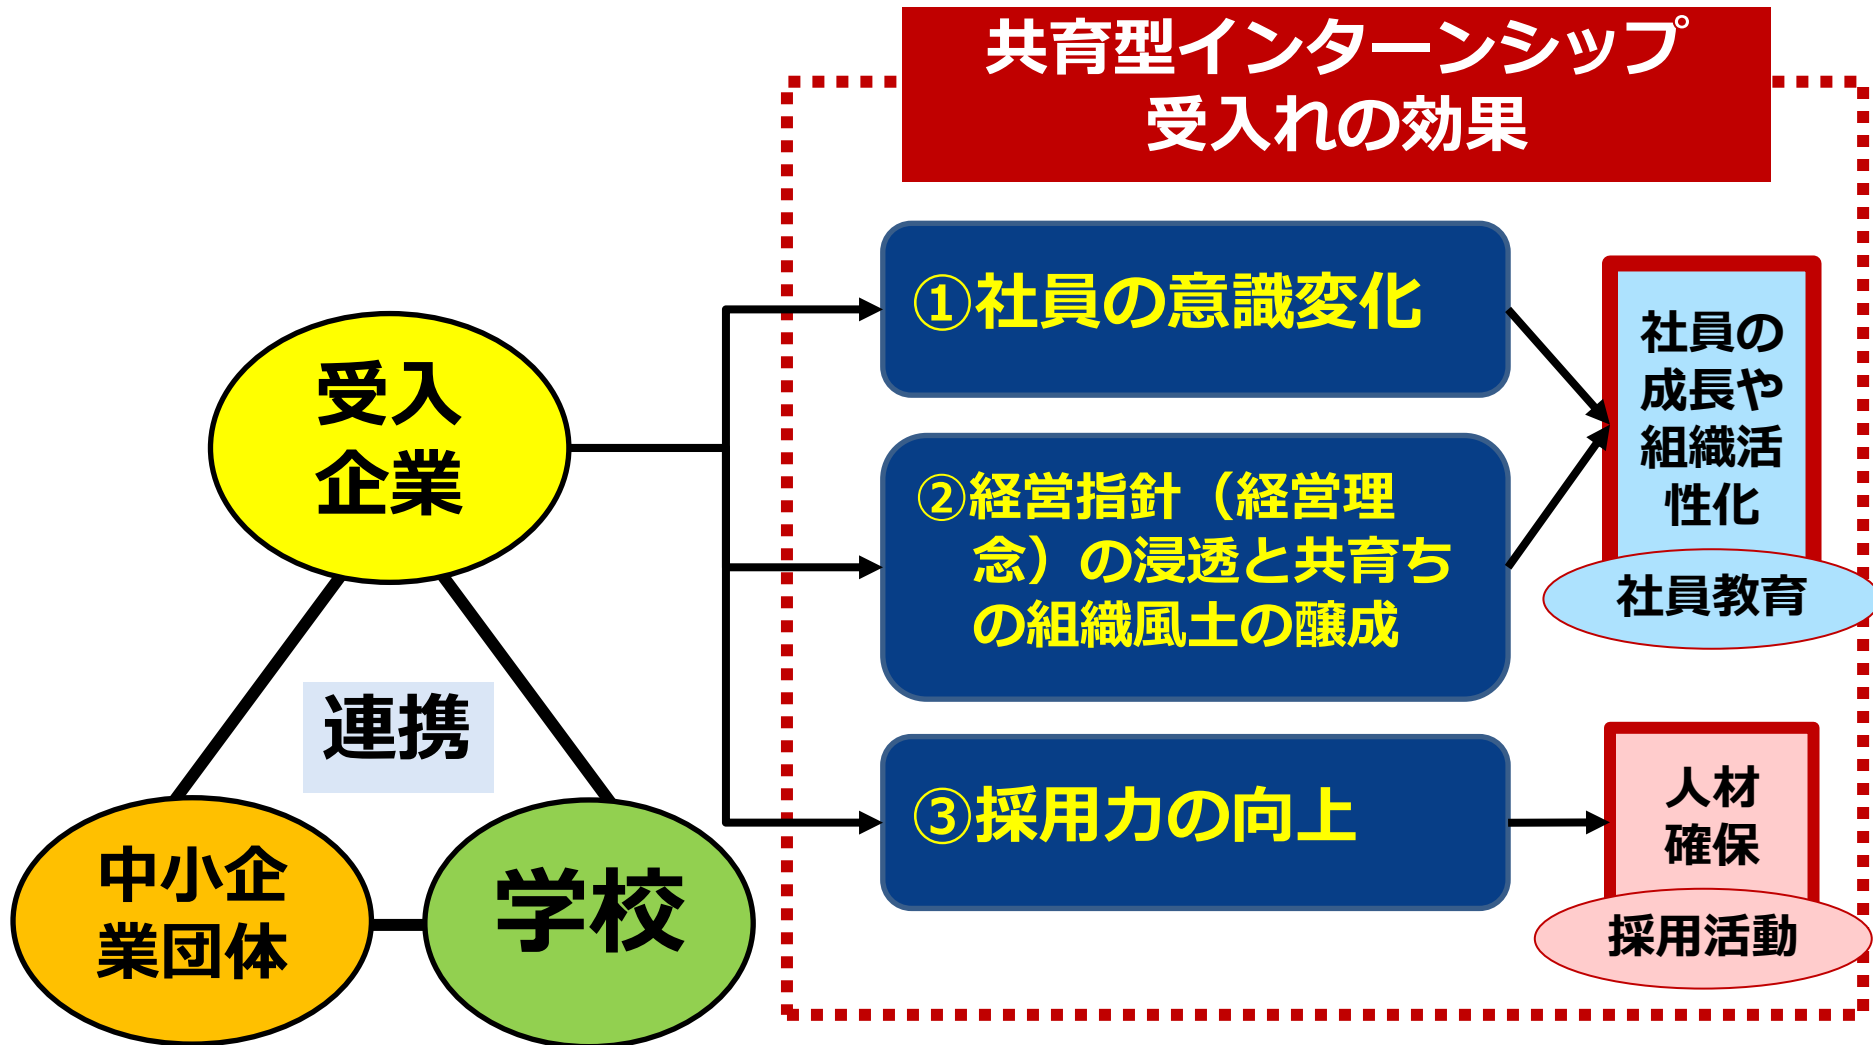 共育型インターンシップ
受入れの効果
受入
企業
連携
中小企
業団体
学校
①社員の意識変化
②経営指針（経営理
念）の浸透と共育ち
の組織風土の醸成
③採用力の向上
社員の
成長や
組織活
性化
社員教育
人材
確保
採用活動